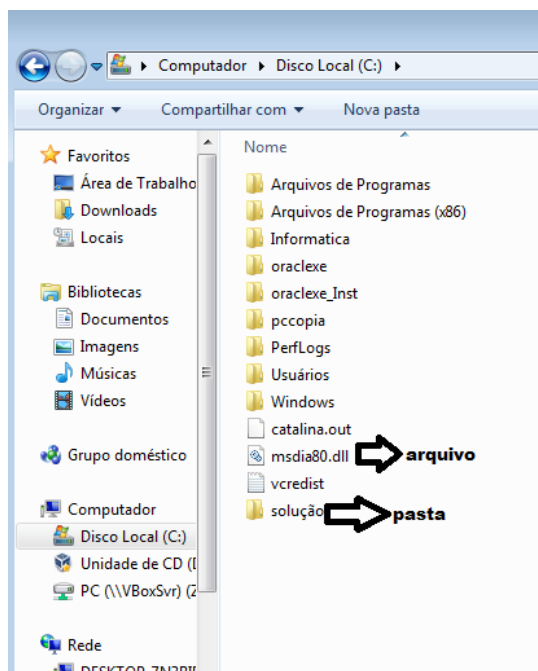 Computador Disco Local (C:)
Organizar Compartilhar com Nova pasta
Favoritos
Área de Trabalho
Downloads
Locais
Bibliotecas
Documentos
Imagens
Músicas
Vídeos
Grupo doméstico
Computador
Disco Local (C:)
Unidade de CD (D
PC (\\VBoxSvr) (Z
Rede
Nome
Arquivos de Programas
Arquivos de Programas (x86)
Informatica
oraclexe
oraclexe_Inst
pccopia
PerfLogs
Usuários
Windows
catalina.out
msdia80.dll arquivo
vcredist
solução pasta